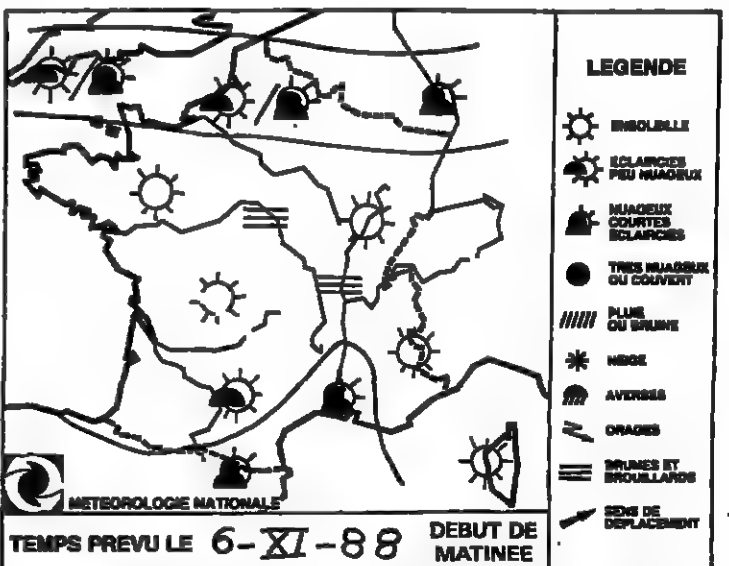 METEOROLOGIE NATIONALE
TEMPS PREVU LE 6-XI-88 DEBUT DE
MATINEE
LEGENDE
ENSOLEILLE
ECLAIRCIES
PEU NUAGEUX
NUAGEUX
COURTES
ECLAIRCIES
TRES NUAGEUX
OU COUVERT
PLUIE
OU BRUINE
NEIGE
AVERSES
ORAGES
BRUMES ET
BROUILLARDS
SENS DE
DEPLACEMENT